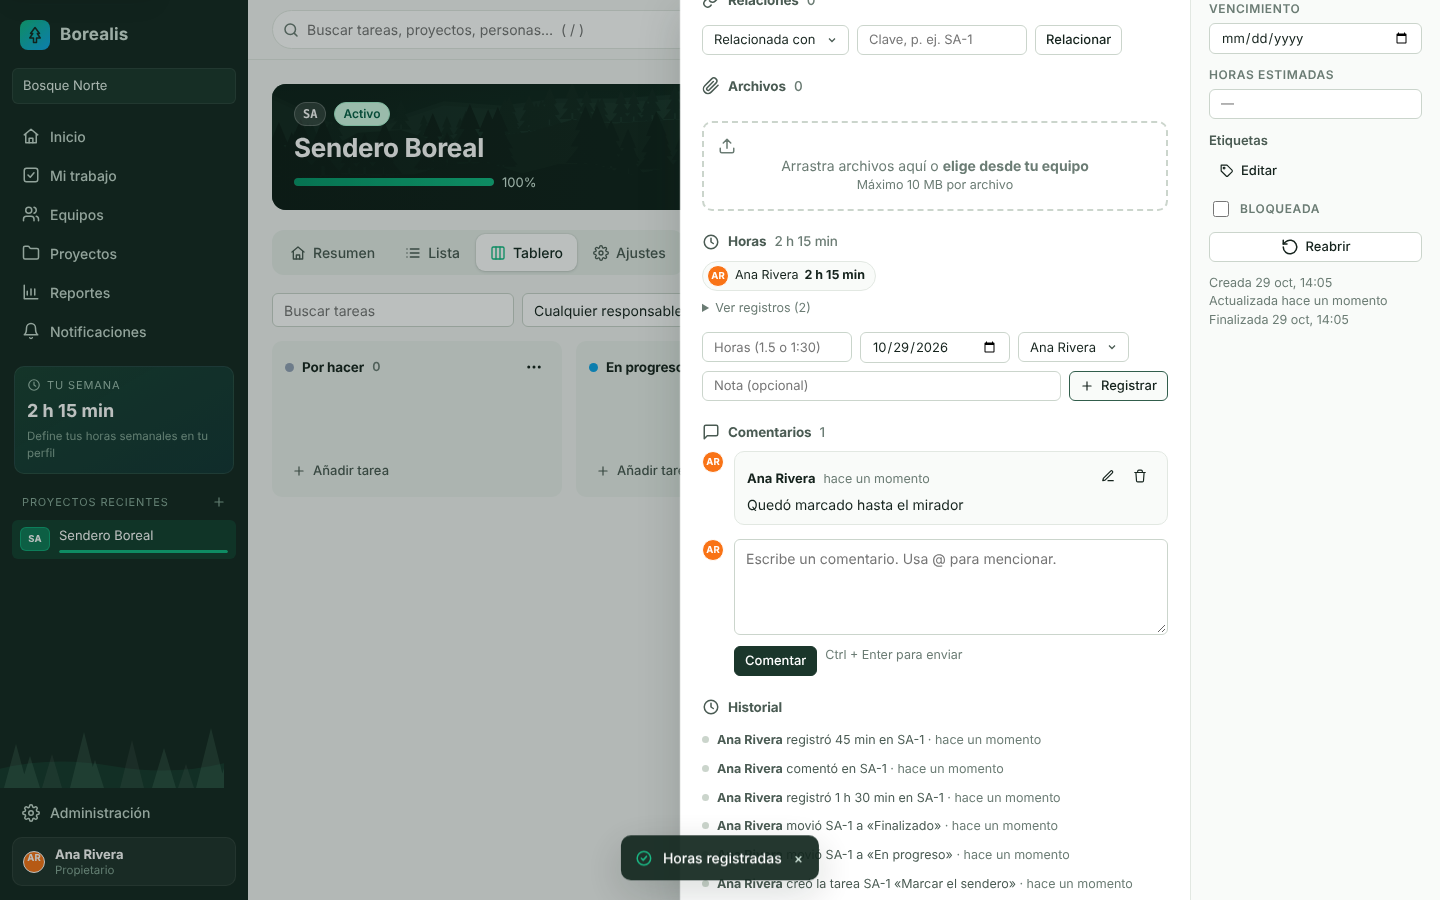 Borealis
Bosque Norte
Inicio
Mi trabajo
Equipos
Proyectos
Reportes
Notificaciones
TU SEMANA
2 h 15 min
Define tus horas semanales en tu
perfil
PROYECTOS RECIENTES
SA
Sendero Boreal
Administración
AR
Ana Rivera
Propietario
Buscar tareas, proyectos, personas... ( / )
SA
Activo
Sendero Boreal
100%
Resumen
Lista
Tablero
Ajustes
Buscar tareas
Cualquier responsable
Por hacer 0
Añadir tarea
En progreso
Añadir tarea
Relaciones 0
Relacionada con
Clave, p. ej. SA-1
Relacionar
Archivos 0
Arrastra archivos aquí o elige desde tu equipo
Máximo 10 MB por archivo
Horas 2 h 15 min
AR Ana Rivera 2 h 15 min
Ver registros (2)
Horas (1.5 o 1:30)
10/29/2026
Ana Rivera
Nota (opcional)
Registrar
Comentarios 1
AR
Ana Rivera hace un momento
Quedó marcado hasta el mirador
AR
Escribe un comentario. Usa @ para mencionar.
Comentar
Ctrl + Enter para enviar
Historial
Ana Rivera registró 45 min en SA-1 · hace un momento
Ana Rivera comentó en SA-1 · hace un momento
Ana Rivera registró 1 h 30 min en SA-1 · hace un momento
Ana Rivera movió SA-1 a «Finalizado» · hace un momento
SA-1 a «En progreso» · hace un momento
Ana Rivera creó la tarea SA-1 «Marcar el sendero» · hace un momento
Horas registradas ×
VENCIMIENTO
mm/dd/yyyy
HORAS ESTIMADAS
—
Etiquetas
Editar
BLOQUEADA
Reabrir
Creada 29 oct, 14:05
Actualizada hace un momento
Finalizada 29 oct, 14:05